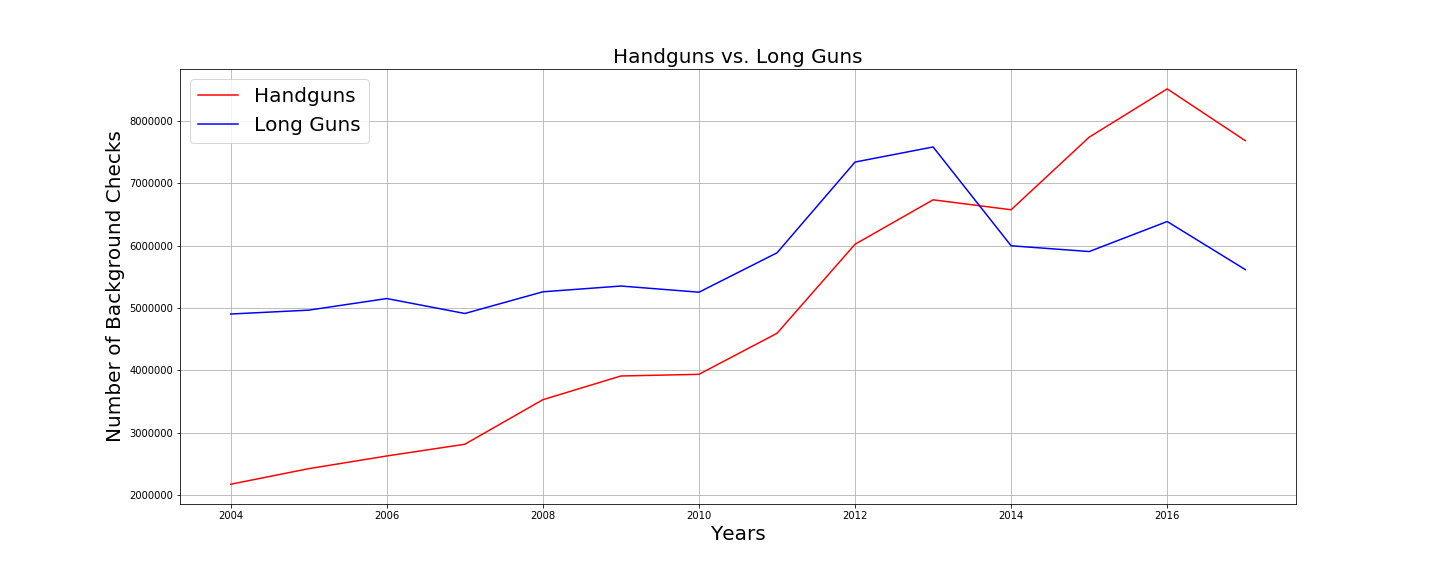 Handguns vs. Long Guns
Handguns
Long Guns
Number of Background Checks
8000000
7000000
6000000
5000000
4000000
3000000
2000000
2004 2006 2008 2010 2012 2014 2016
Years